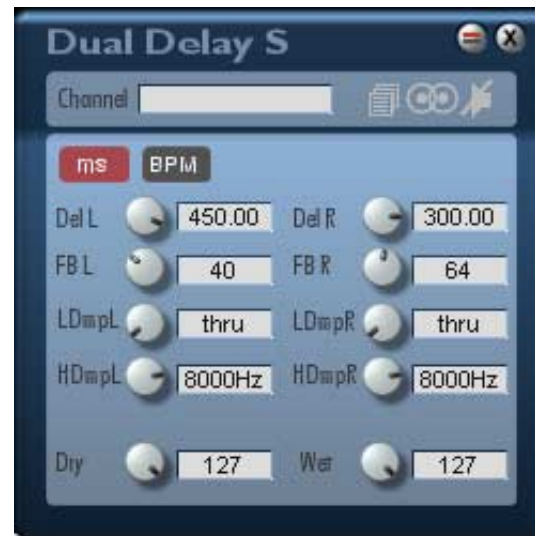 Dual Delay S
Channel
ms BPM
Del L 450.00 Del R 300.00
FB L 40 FB R 64
LDmpL thru LDmpR thru
HDmpL 8000Hz HDmpR 8000Hz
Dry 127 Wet 127